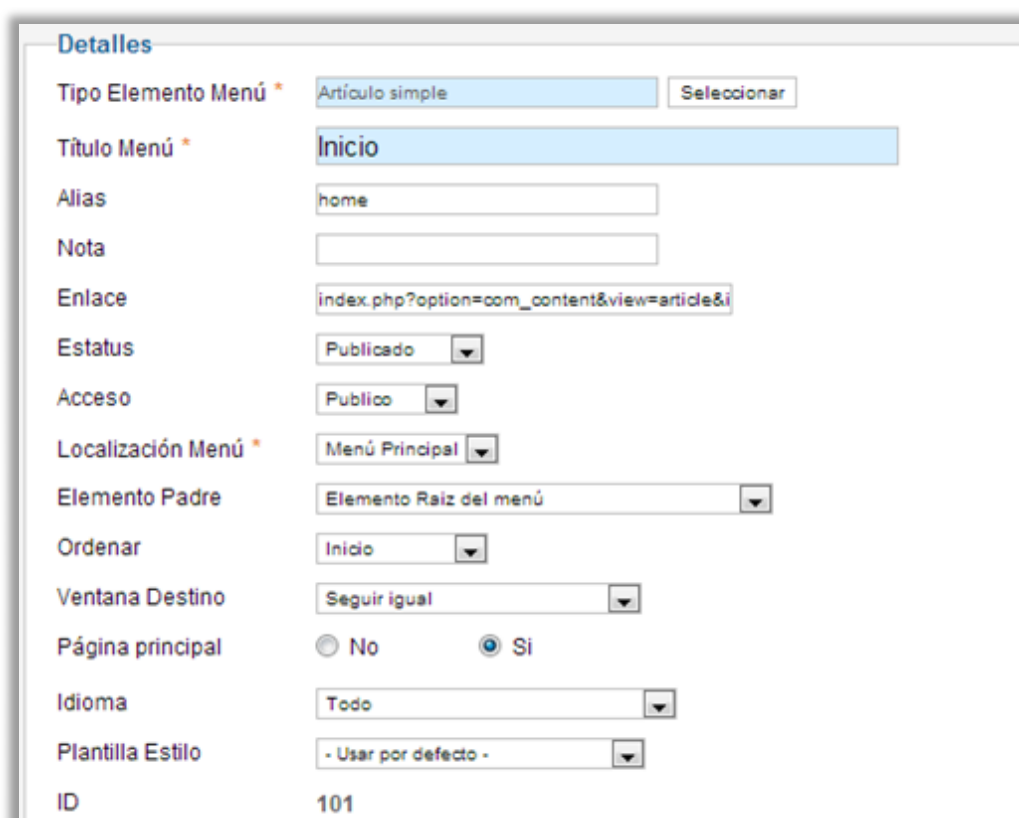 Detalles
Tipo Elemento Menú * Artículo simple Seleccionar
Título Menú * Inicio
Alias home
Nota
Enlace index.php?option=com_content&view=article&i
Estatus Publicado
Acceso Publico
Localización Menú * Menú Principal
Elemento Padre Elemento Raiz del menú
Ordenar Inicio
Ventana Destino Seguir igual
Página principal No Si
Idioma Todo
Plantilla Estilo - Usar por defecto -
ID 101